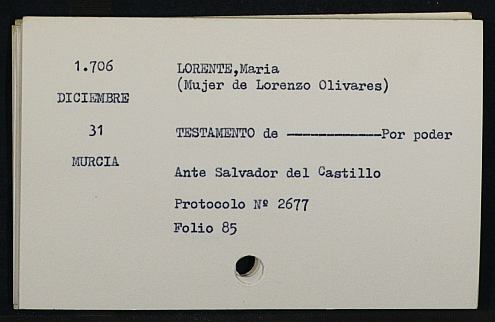 1.706
LORENTE,Maria
(Mujer de Lorenzo Olivares)
DICIEMBRE
31
TESTAMENTO de ------------Por poder
MURCIA
Ante Salvador del Castillo
Protocolo Nº 2677
Folio 85